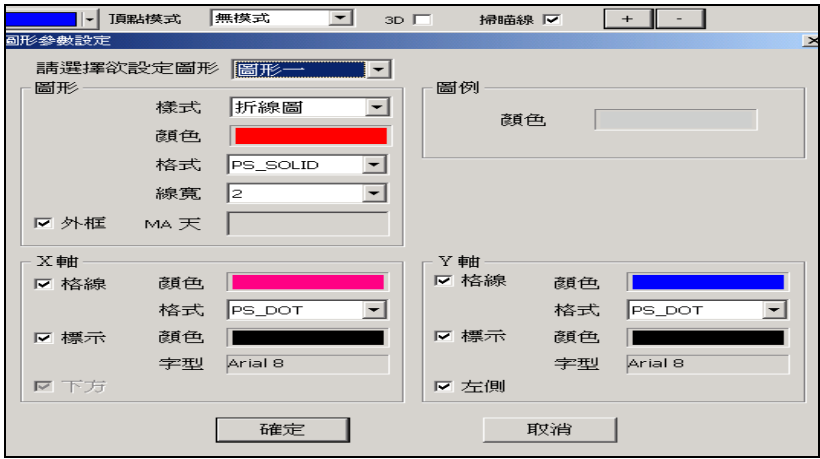 頂點模式 無模式 3D 掃瞄線 + -
圖形參數設定
請選擇欲設定圖形 圖形一
圖形
樣式 折線圖
顏色
格式 PS_SOLID
線寬 2
外框 MA 天
圖例
顏色
X 軸
格線 顏色
格式 PS_DOT
標示 顏色
字型 Arial 8
下方
Y 軸
格線 顏色
格式 PS_DOT
標示 顏色
字型 Arial 8
左側
確定 取消